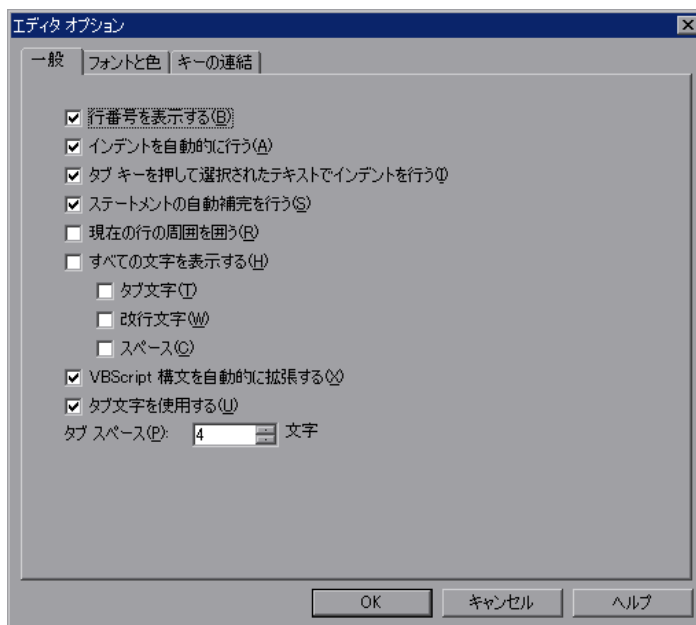 エディタ オプション
一般 フォントと色 キーの連結
行番号を表示する(B)
インデントを自動的に行う(A)
タブ キーを押して選択されたテキストでインデントを行う(I)
ステートメントの自動補完を行う(S)
現在の行の周囲を囲う(R)
すべての文字を表示する(H)
タブ文字(T)
改行文字(W)
スペース(C)
VBScript 構文を自動的に拡張する(X)
タブ文字を使用する(U)
タブ スペース(P): 4 文字
OK キャンセル ヘルプ